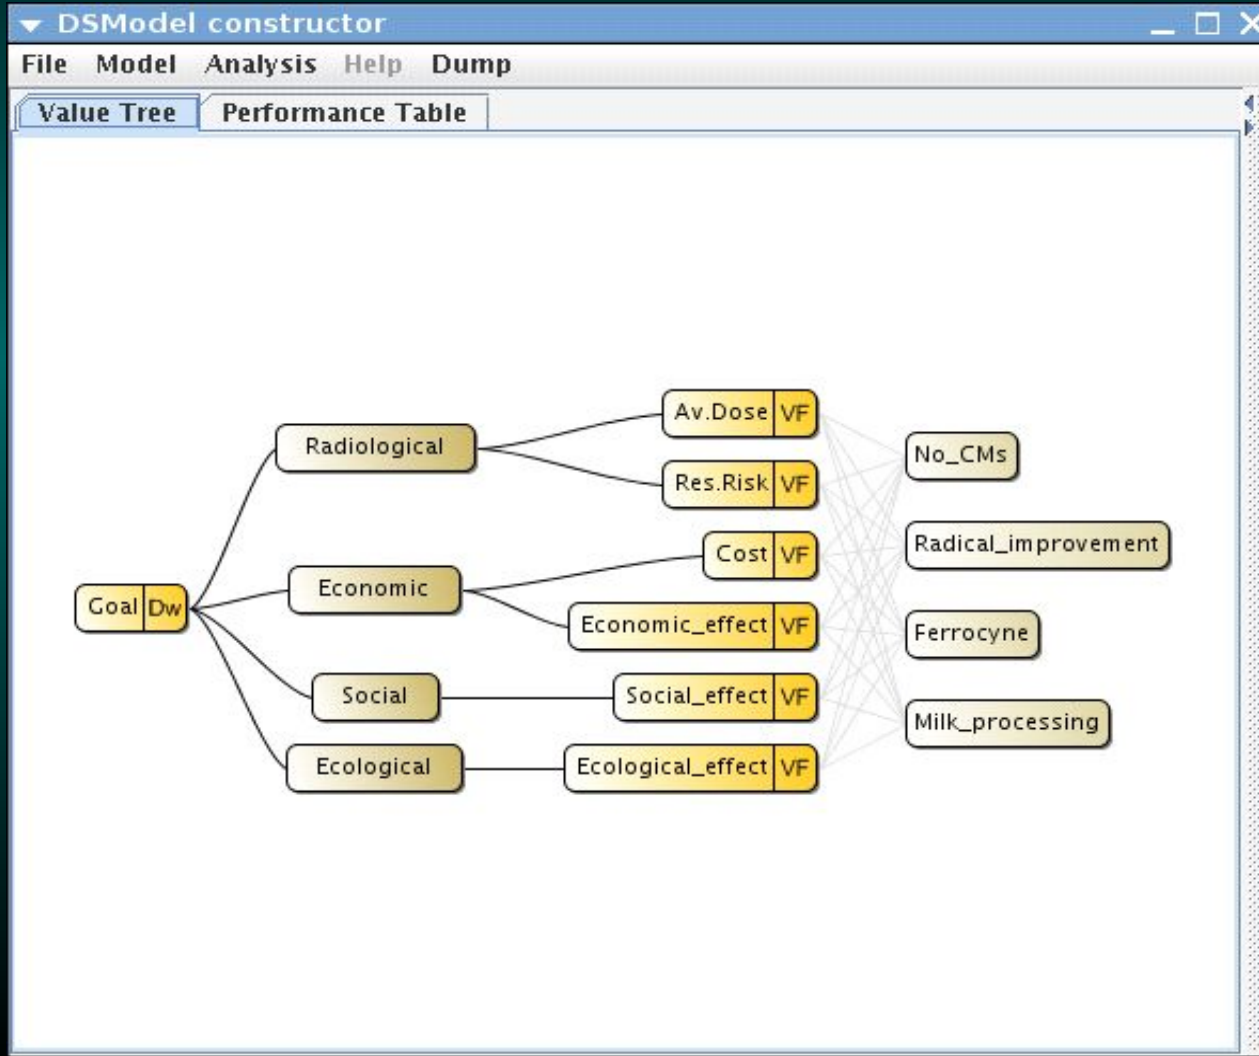 DSModel constructor
File Model Analysis Help Dump
Value Tree Performance Table
Goal Dw
Radiological
Economic
Social
Ecological
Av.Dose VF
Res.Risk VF
Cost VF
Economic_effect VF
Social_effect VF
Ecological_effect VF
No_CMs
Radical_improvement
Ferrocyne
Milk_processing